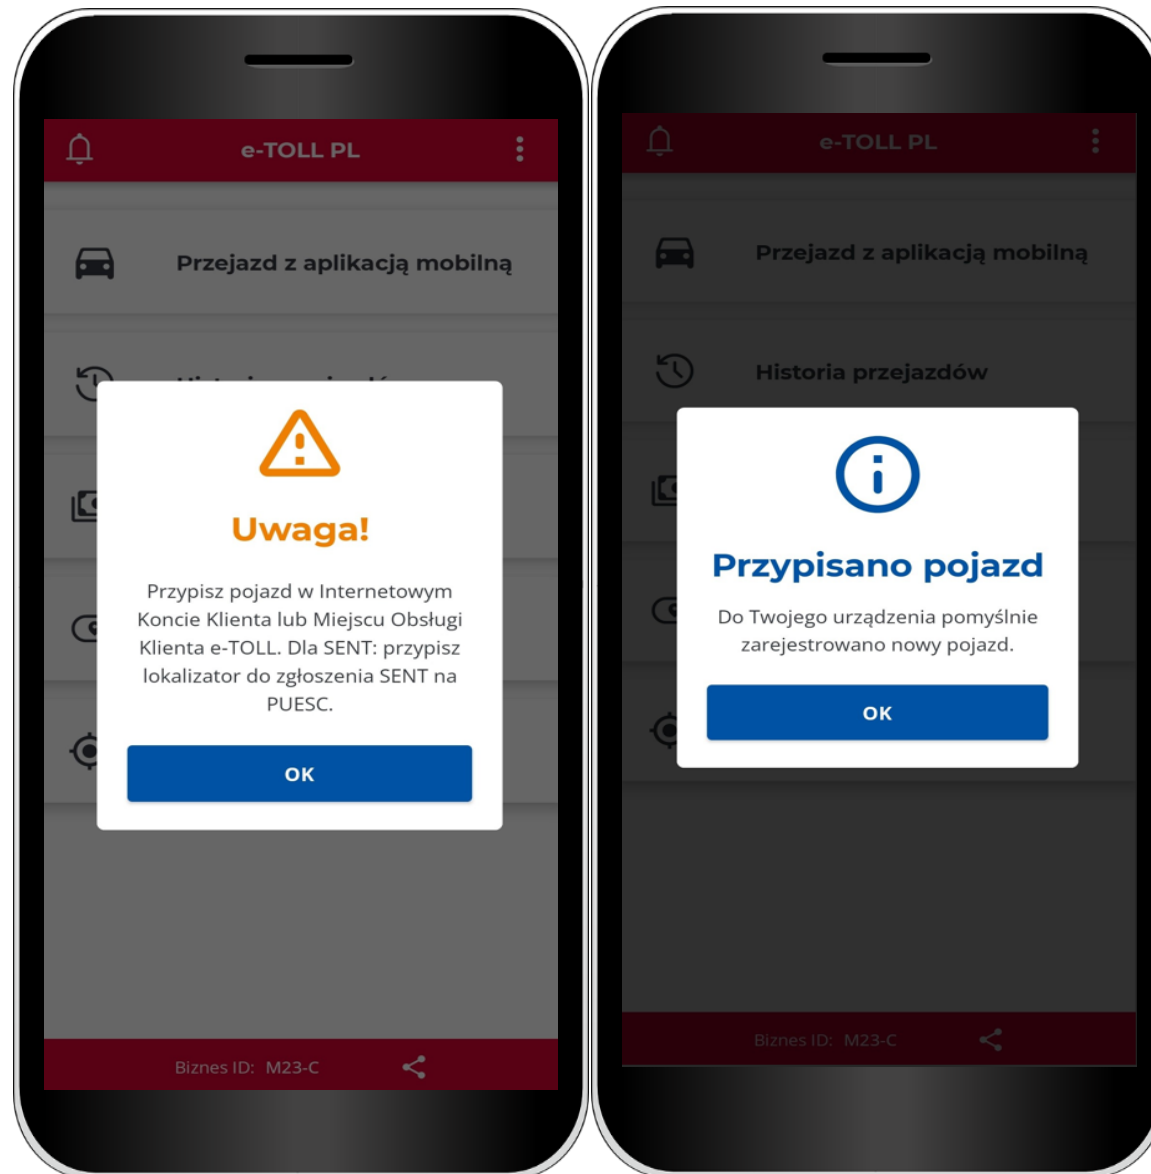 e-TOLL PL
Przejazd z aplikacją mobilną
Uwaga!
Przypisz pojazd w Internetowym
Koncie Klienta lub Miejscu Obsługi
Klienta e-TOLL. Dla SENT: przypisz
lokalizator do zgłoszenia SENT na
PUESC.
OK
Biznes ID: M23-C
e-TOLL PL
Przejazd z aplikacją mobilną
Historia przejazdów
Przypisano pojazd
Do Twojego urządzenia pomyślnie
zarejestrowano nowy pojazd.
OK
Biznes ID: M23-C